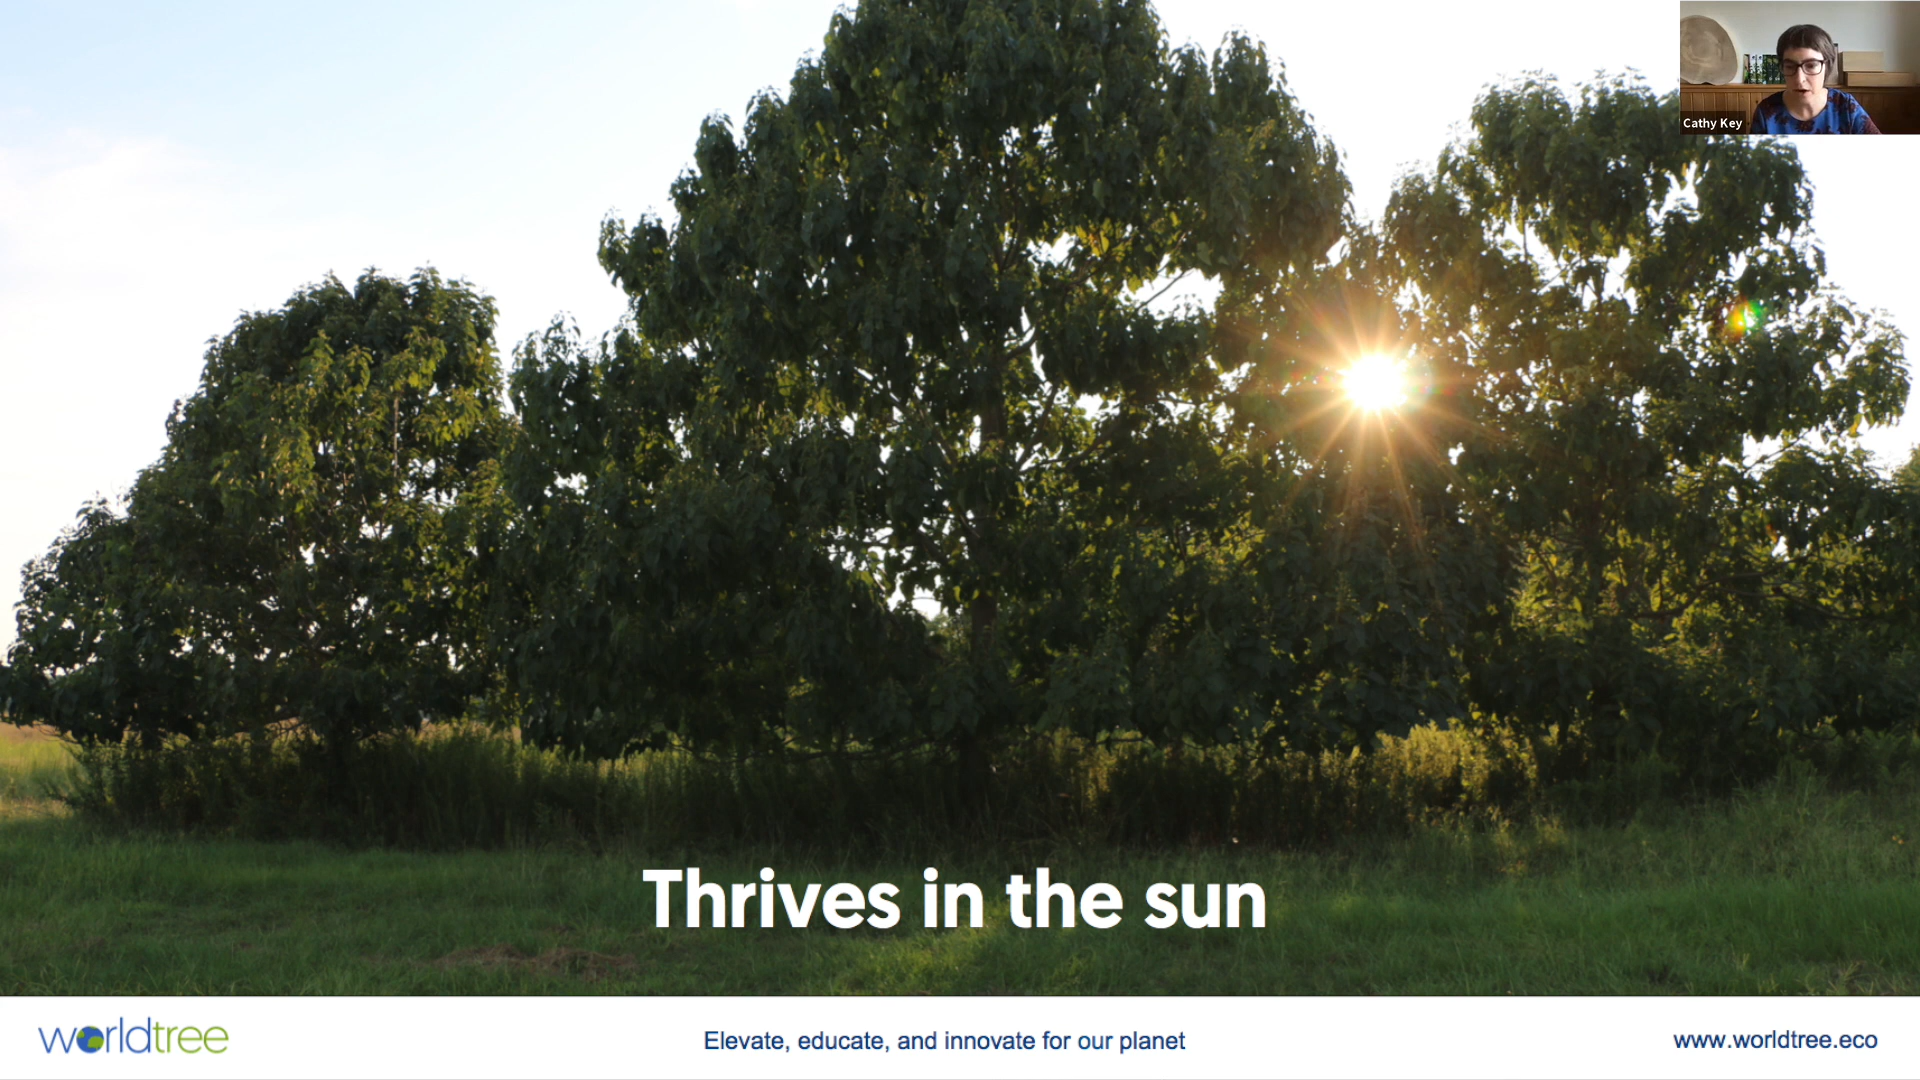 Cathy Key
Thrives in the sun
worldtree
Elevate, educate, and innovate for our planet
www.worldtree.eco